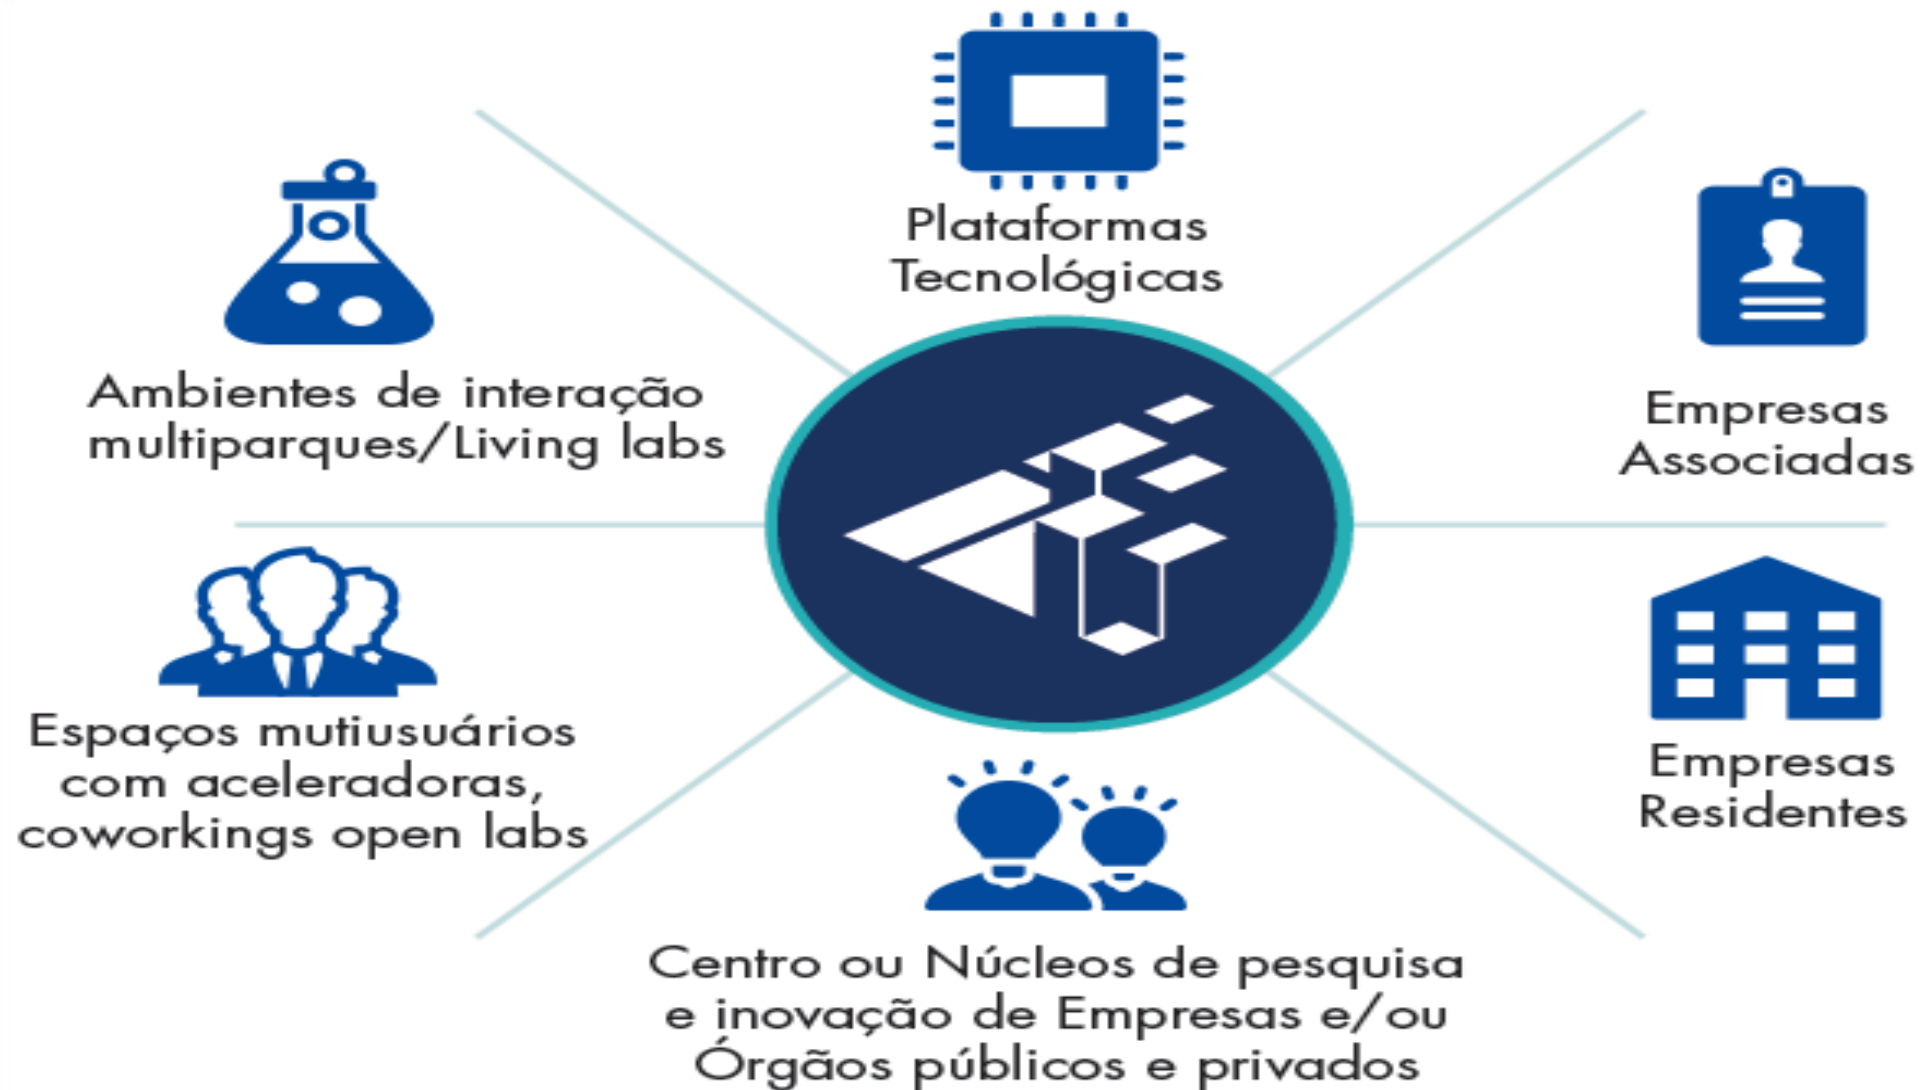 Plataformas
Tecnológicas
Ambientes de interação
multiparques/Living labs
Empresas
Associadas
Espaços mutiusuários
com aceleradoras,
coworkings open labs
Empresas
Residentes
Centro ou Núcleos de pesquisa
e inovação de Empresas e/ou
Órgãos públicos e privados